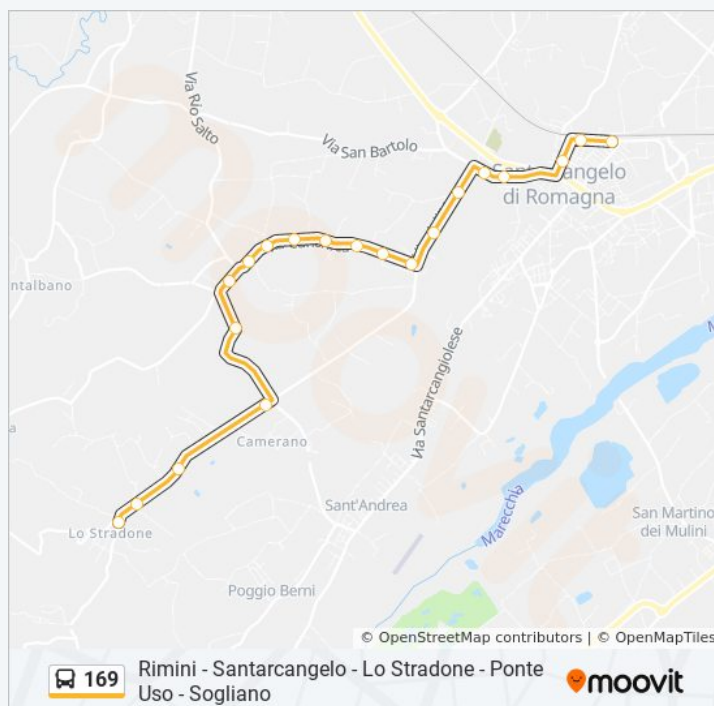 Via Rio Salto
Via San Bartolo
Santarcangelo
di Romagna
Via Santarcangiolese
Camerano
Lo Stradone
Sant'Andrea
Poggio Berni
Marecchia
San Martino
dei Mulini
© OpenStreetMap contributors | © OpenMapTiles
169
Rimini - Santarcangelo - Lo Stradone - Ponte
Uso - Sogliano
moovit